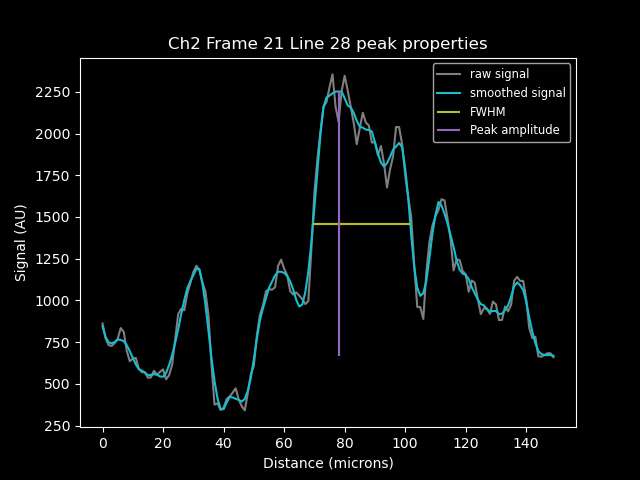 Ch2 Frame 21 Line 28 peak properties
raw signal
smoothed signal
FWHM
Peak amplitude
Signal (AU)
2250
2000
1750
1500
1250
1000
750
500
250
0 20 40 60 80 100 120 140
Distance (microns)